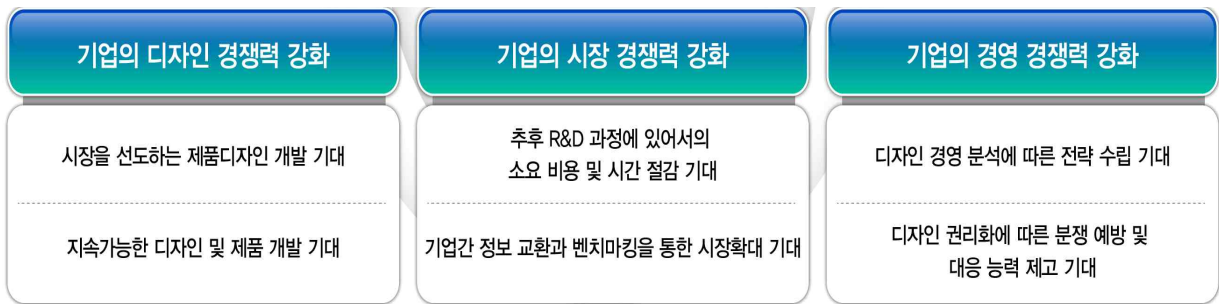 기업의 디자인 경쟁력 강화
시장을 선도하는 제품디자인 개발 기대
지속가능한 디자인 및 제품 개발 기대
기업의 시장 경쟁력 강화
추후 R&D 과정에 있어서의
소요 비용 및 시간 절감 기대
기업간 정보 교환과 벤치마킹을 통한 시장확대 기대
기업의 경영 경쟁력 강화
디자인 경영 분석에 따른 전략 수립 기대
디자인 권리화에 따른 분쟁 예방 및
대응 능력 제고 기대